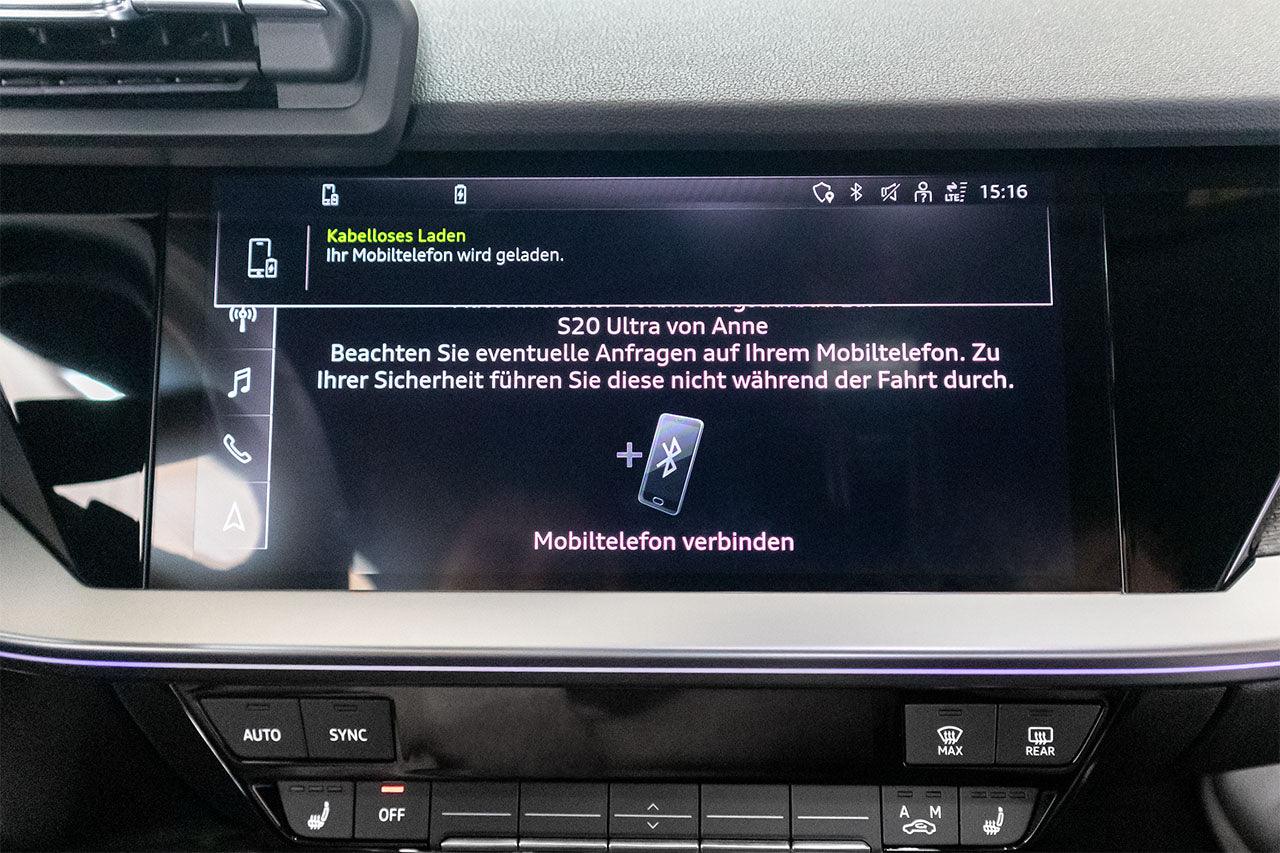 LTE 15:16
Kabelloses Laden
Ihr Mobiltelefon wird geladen.
S20 Ultra von Anne
Beachten Sie eventuelle Anfragen auf Ihrem Mobiltelefon. Zu
Ihrer Sicherheit führen Sie diese nicht während der Fahrt durch.
Mobiltelefon verbinden
AUTO SYNC MAX REAR
OFF A M